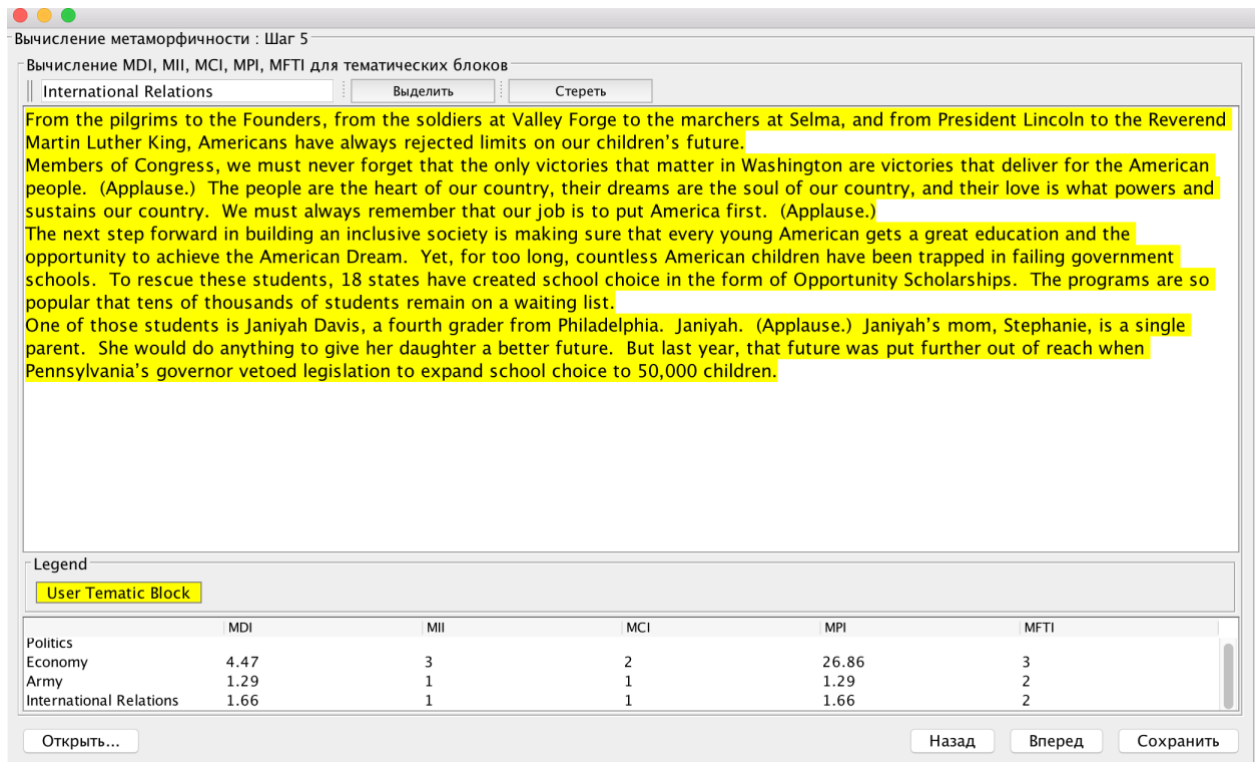 Вычисление метаморфичности : Шаг 5
Вычисление MDI, MII, MCI, MPI, MFTI для тематических блоков
International Relations Выделить Стереть
From the pilgrims to the Founders, from the soldiers at Valley Forge to the marchers at Selma, and from President Lincoln to the Reverend
Martin Luther King, Americans have always rejected limits on our children’s future.
Members of Congress, we must never forget that the only victories that matter in Washington are victories that deliver for the American
people. (Applause.) The people are the heart of our country, their dreams are the soul of our country, and their love is what powers and
sustains our country. We must always remember that our job is to put America first. (Applause.)
The next step forward in building an inclusive society is making sure that every young American gets a great education and the
opportunity to achieve the American Dream. Yet, for too long, countless American children have been trapped in failing government
schools. To rescue these students, 18 states have created school choice in the form of Opportunity Scholarships. The programs are so
popular that tens of thousands of students remain on a waiting list.
One of those students is Janiyah Davis, a fourth grader from Philadelphia. Janiyah. (Applause.) Janiyah’s mom, Stephanie, is a single
parent. She would do anything to give her daughter a better future. But last year, that future was put further out of reach when
Pennsylvania’s governor vetoed legislation to expand school choice to 50,000 children.
Legend
User Tematic Block
MDI MII MCI MPI MFTI
Politics
Economy 4.47 3 2 26.86 3
Army 1.29 1 1 1.29 2
International Relations 1.66 1 1 1.66 2
Открыть... Назад Вперед Сохранить